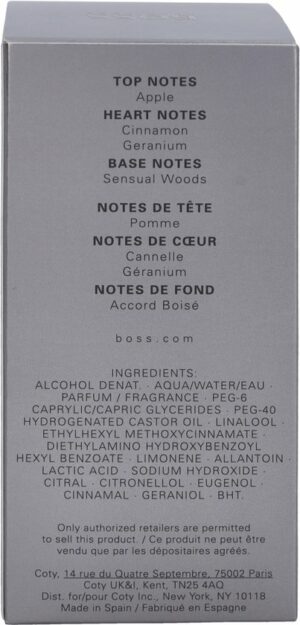 TOP NOTES
Apple
HEART NOTES
Cinnamon
Geranium
BASE NOTES
Sensual Woods
NOTES DE TÊTE
Pomme
NOTES DE CŒUR
Cannelle
Géranium
NOTES DE FOND
Accord Boisé
boss.com
INGREDIENTS:
ALCOHOL DENAT. · AQUA/WATER/EAU ·
PARFUM / FRAGRANCE · PEG-6
CAPRYLIC/CAPRIC GLYCERIDES · PEG-40
HYDROGENATED CASTOR OIL · LINALOOL ·
ETHYLHEXYL METHOXYCINNAMATE ·
DIETHYLAMINO HYDROXYBENZOYL
HEXYL BENZOATE · LIMONENE · ALLANTOIN ·
LACTIC ACID · SODIUM HYDROXIDE ·
CITRAL · CITRONELLOL · EUGENOL ·
CINNAMAL · GERANIOL · BHT.
Only authorized retailers are permitted
to sell this product. / Ce produit ne peut être
vendu que par les dépositaires agréés.
Coty, 14 rue du Quatre Septembre, 75002 Paris
Coty UK&I, Kent, TN25 4AQ
Dist. for/pour Coty Inc., New York, NY 10118
Made in Spain / Fabriqué en Espagne